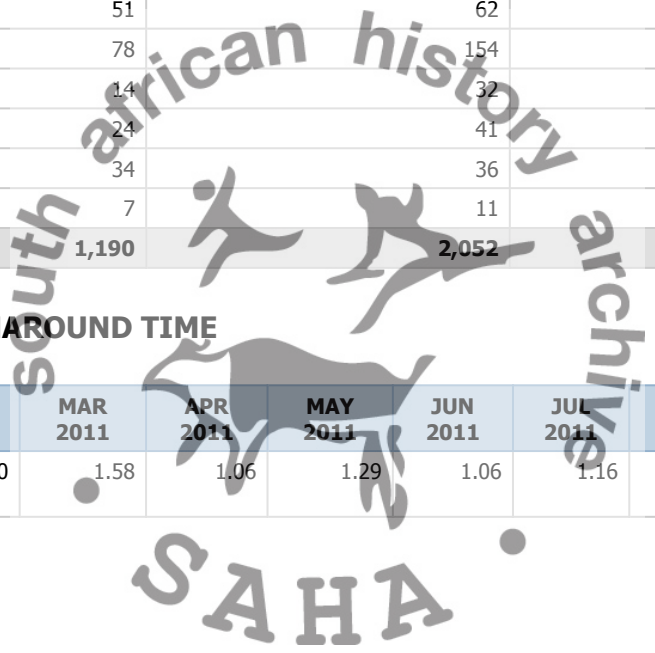 51 62
78 154
14 32
24 41
34 36
7 11
1,190 2,052
AROUND TIME
MAR 2011 APR 2011 MAY 2011 JUN 2011 JUL 2011
0 1.58 1.06 1.29 1.06 1.16
south african history archive
SAHA